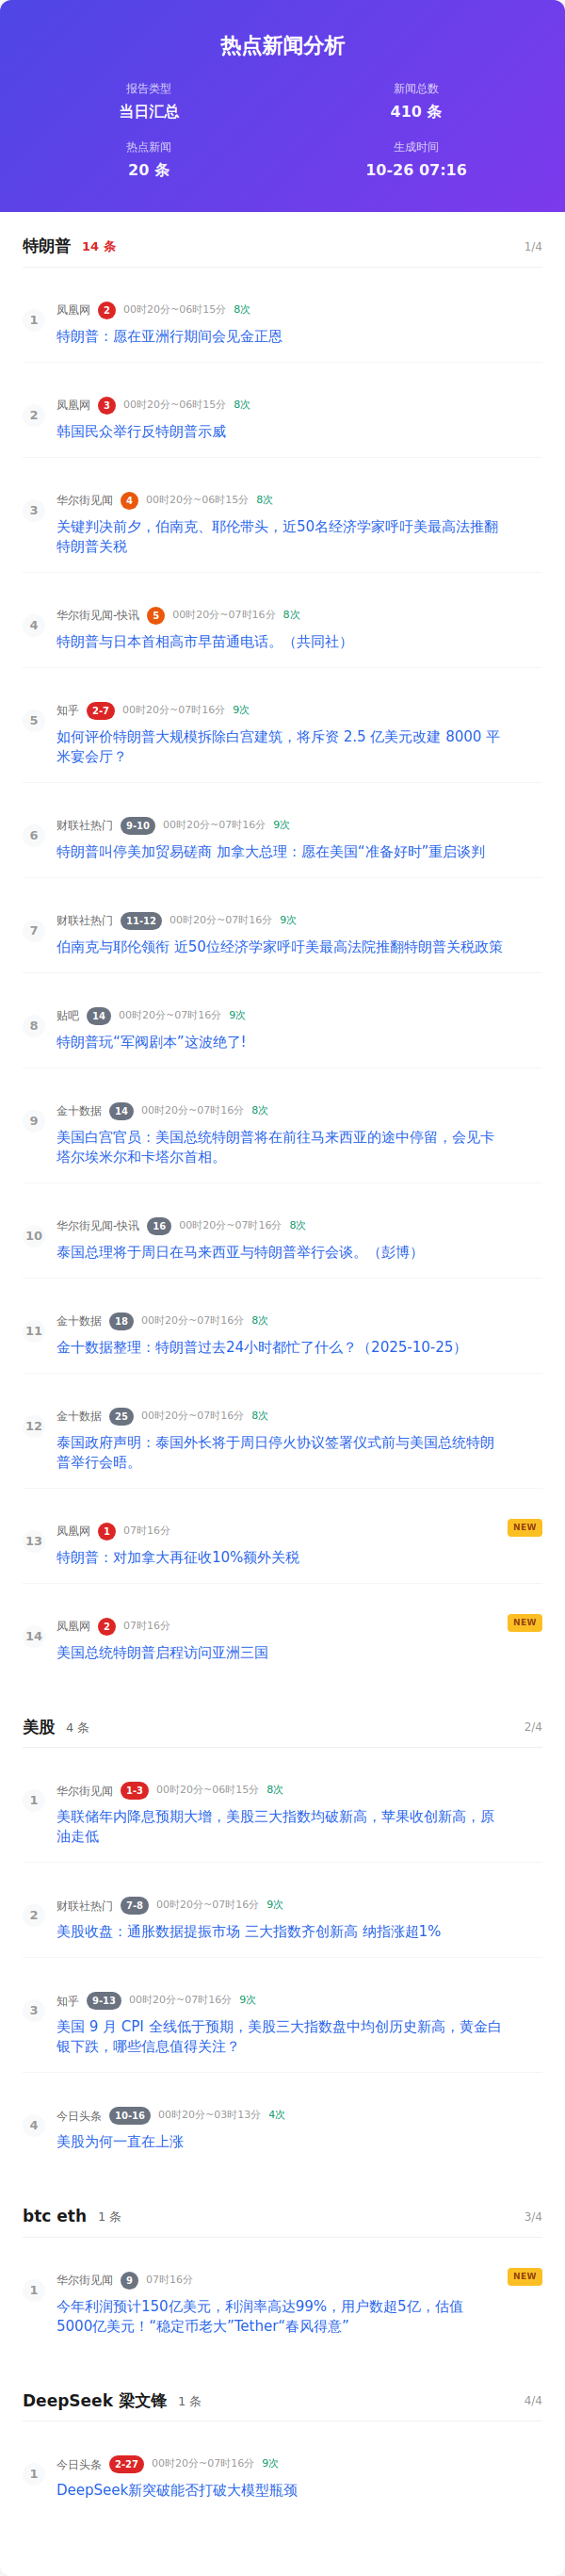 热点新闻分析
报告类型
新闻总数
当日汇总
410 条
热点新闻
生成时间
20 条
10-26 07:16
特朗普 14 条 1/4
1
凤凰网 2 00时20分~06时15分 8次
特朗普：愿在亚洲行期间会见金正恩
2
凤凰网 3 00时20分~06时15分 8次
韩国民众举行反特朗普示威
3
华尔街见闻 4 00时20分~06时15分 8次
关键判决前夕，伯南克、耶伦带头，近50名经济学家呼吁美最高法推翻
特朗普关税
4
华尔街见闻-快讯 5 00时20分~07时16分 8次
特朗普与日本首相高市早苗通电话。（共同社）
5
知乎 2-7 00时20分~07时16分 9次
如何评价特朗普大规模拆除白宫建筑，将斥资 2.5 亿美元改建 8000 平
米宴会厅？
6
财联社热门 9-10 00时20分~07时16分 9次
特朗普叫停美加贸易磋商 加拿大总理：愿在美国“准备好时”重启谈判
7
财联社热门 11-12 00时20分~07时16分 9次
伯南克与耶伦领衔 近50位经济学家呼吁美最高法院推翻特朗普关税政策
8
贴吧 14 00时20分~07时16分 9次
特朗普玩“军阀剧本”这波绝了!
9
金十数据 14 00时20分~07时16分 8次
美国白宫官员：美国总统特朗普将在前往马来西亚的途中停留，会见卡
塔尔埃米尔和卡塔尔首相。
10
华尔街见闻-快讯 16 00时20分~07时16分 8次
泰国总理将于周日在马来西亚与特朗普举行会谈。（彭博）
11
金十数据 18 00时20分~07时16分 8次
金十数据整理：特朗普过去24小时都忙了什么？（2025-10-25）
12
金十数据 25 00时20分~07时16分 8次
泰国政府声明：泰国外长将于周日停火协议签署仪式前与美国总统特朗
普举行会晤。
13
凤凰网 1 07时16分 NEW
特朗普：对加拿大再征收10%额外关税
14
凤凰网 2 07时16分 NEW
美国总统特朗普启程访问亚洲三国
美股 4 条 2/4
1
华尔街见闻 1-3 00时20分~06时15分 8次
美联储年内降息预期大增，美股三大指数均破新高，苹果收创新高，原
油走低
2
财联社热门 7-8 00时20分~07时16分 9次
美股收盘：通胀数据提振市场 三大指数齐创新高 纳指涨超1%
3
知乎 9-13 00时20分~07时16分 9次
美国 9 月 CPI 全线低于预期，美股三大指数盘中均创历史新高，黄金白
银下跌，哪些信息值得关注？
4
今日头条 10-16 00时20分~03时13分 4次
美股为何一直在上涨
btc eth 1 条 3/4
1
华尔街见闻 9 07时16分 NEW
今年利润预计150亿美元，利润率高达99%，用户数超5亿，估值
5000亿美元！“稳定币老大”Tether“春风得意”
DeepSeek 梁文锋 1 条 4/4
1
今日头条 2-27 00时20分~07时16分 9次
DeepSeek新突破能否打破大模型瓶颈